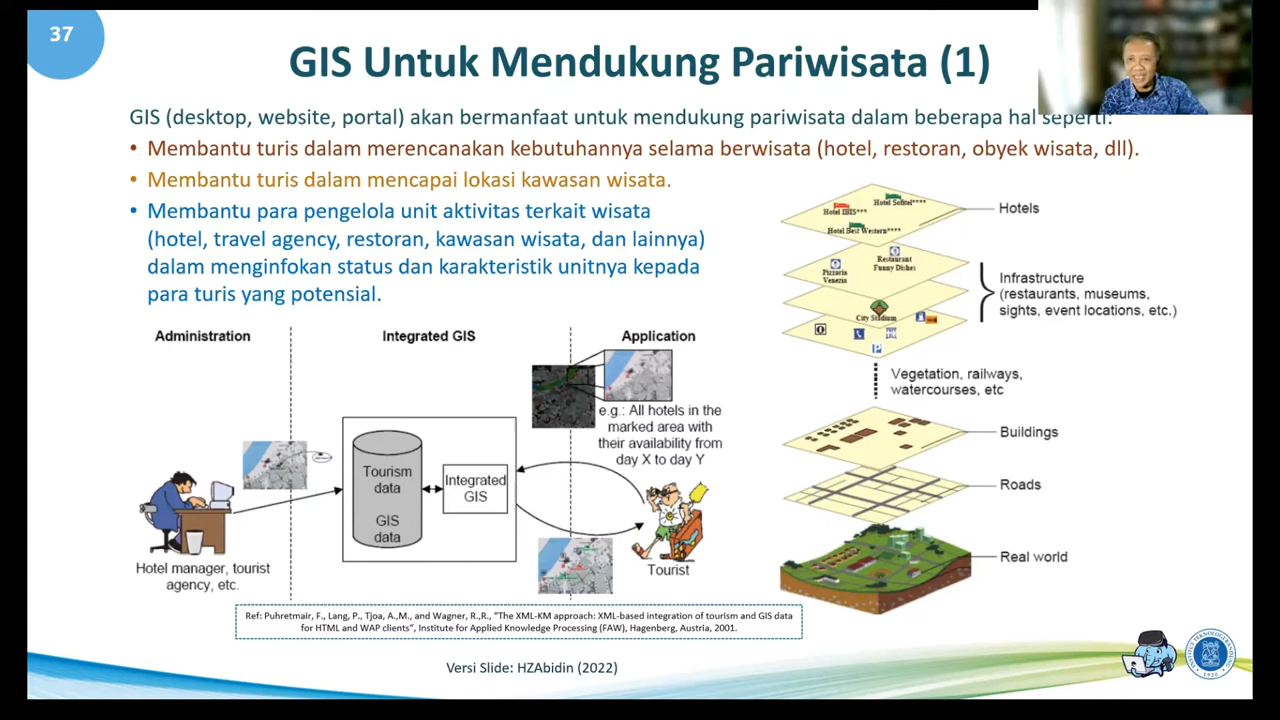 37
GIS Untuk Mendukung Pariwisata (1)
GIS (desktop, website, portal) akan bermanfaat untuk mendukung pariwisata dalam beberapa hal seperti:
• Membantu turis dalam merencanakan kebutuhannya selama berwisata (hotel, restoran, obyek wisata, dll).
• Membantu turis dalam mencapai lokasi kawasan wisata.
• Membantu para pengelola unit aktivitas terkait wisata
(hotel, travel agency, restoran, kawasan wisata, dan lainnya)
dalam menginfokan status dan karakteristik unitnya kepada
para turis yang potensial.
Administration
Integrated GIS
Application
e.g.: All hotels in the
marked area with
their availability from
day X to day Y
Tourism
data
GIS
data
Integrated
GIS
Hotel manager, tourist
agency, etc.
Tourist
Hotel Sofitel****
Hotel IBIS***
Hotel Best Western****
Hotels
Restaurant
Funny Dishes
Pizzaria
Venezia
City Stadium
Infrastructure
(restaurants, museums,
sights, event locations, etc.)
Vegetation, railways,
watercourses, etc
Buildings
Roads
Real world
Ref: Puhretmair, F., Lang, P., Tjoa, A.,M., and Wagner, R.,R., "The XML-KM approach: XML-based integration of tourism and GIS data
for HTML and WAP clients", Institute for Applied Knowledge Processing (FAW), Hagenberg, Austria, 2001.
Versi Slide: HZAbidin (2022)
INSTITUT TEKNOLOGI BANDUNG
1920